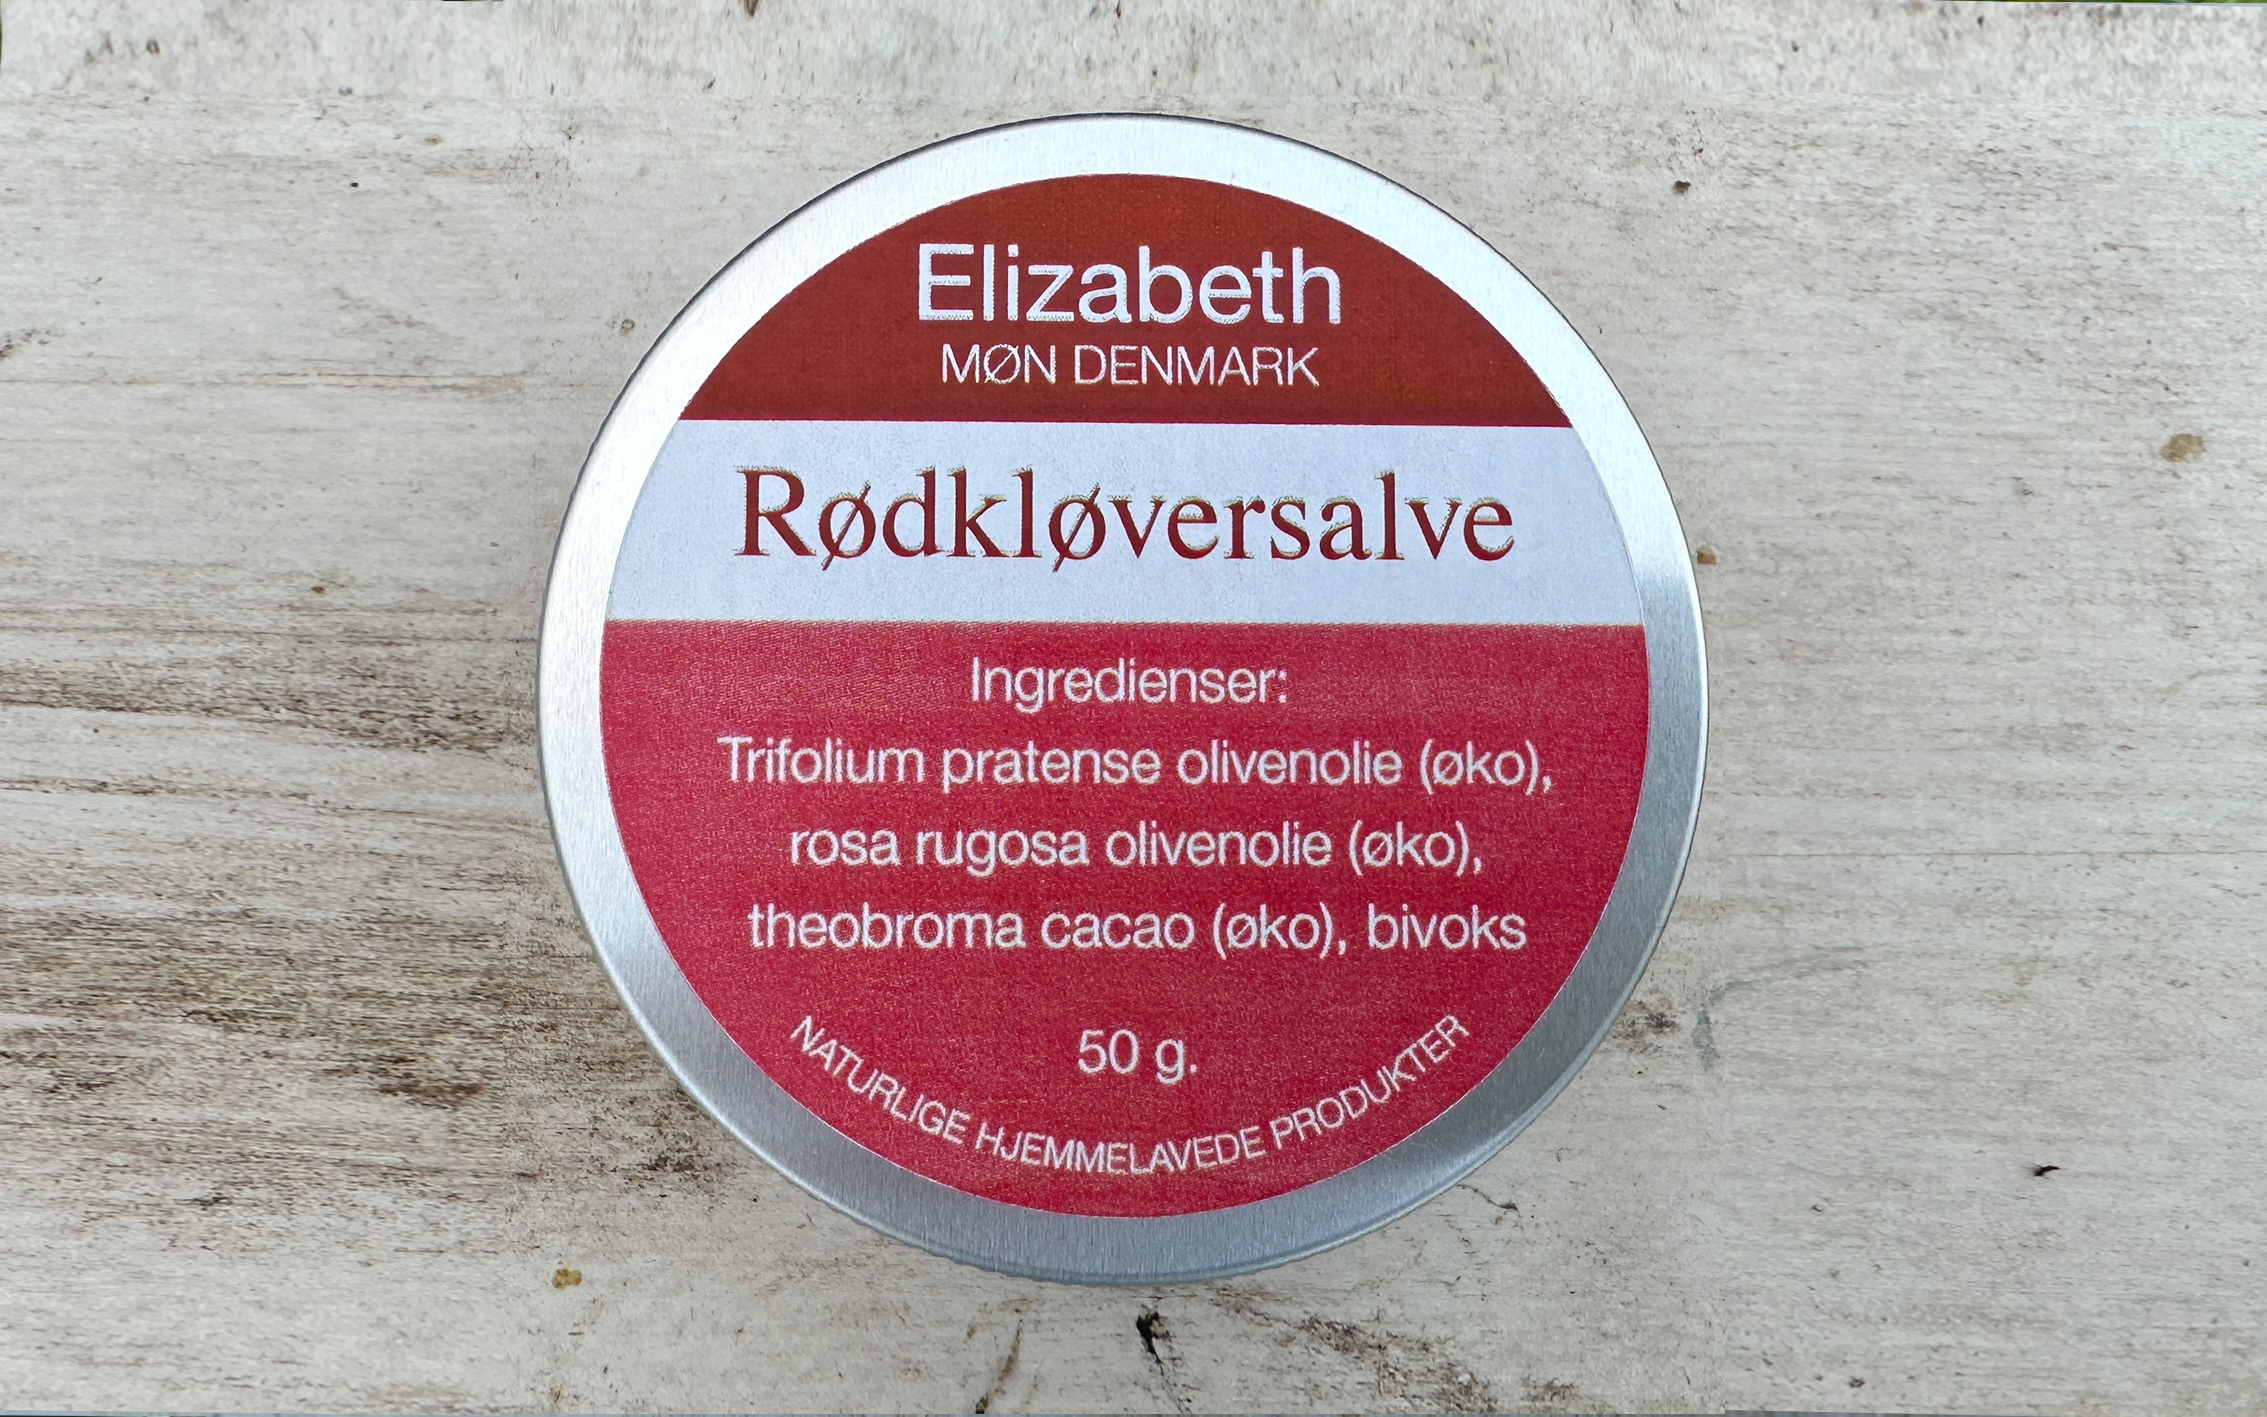 Elizabeth
MØN DENMARK
Rødkløversalve
Ingredienser:
Trifolium pratense olivenolie (øko),
rosa rugosa olivenolie (øko),
theobroma cacao (øko), bivoks
50 g.
NATURLIGE HJEMMELAVEDE PRODUKTER